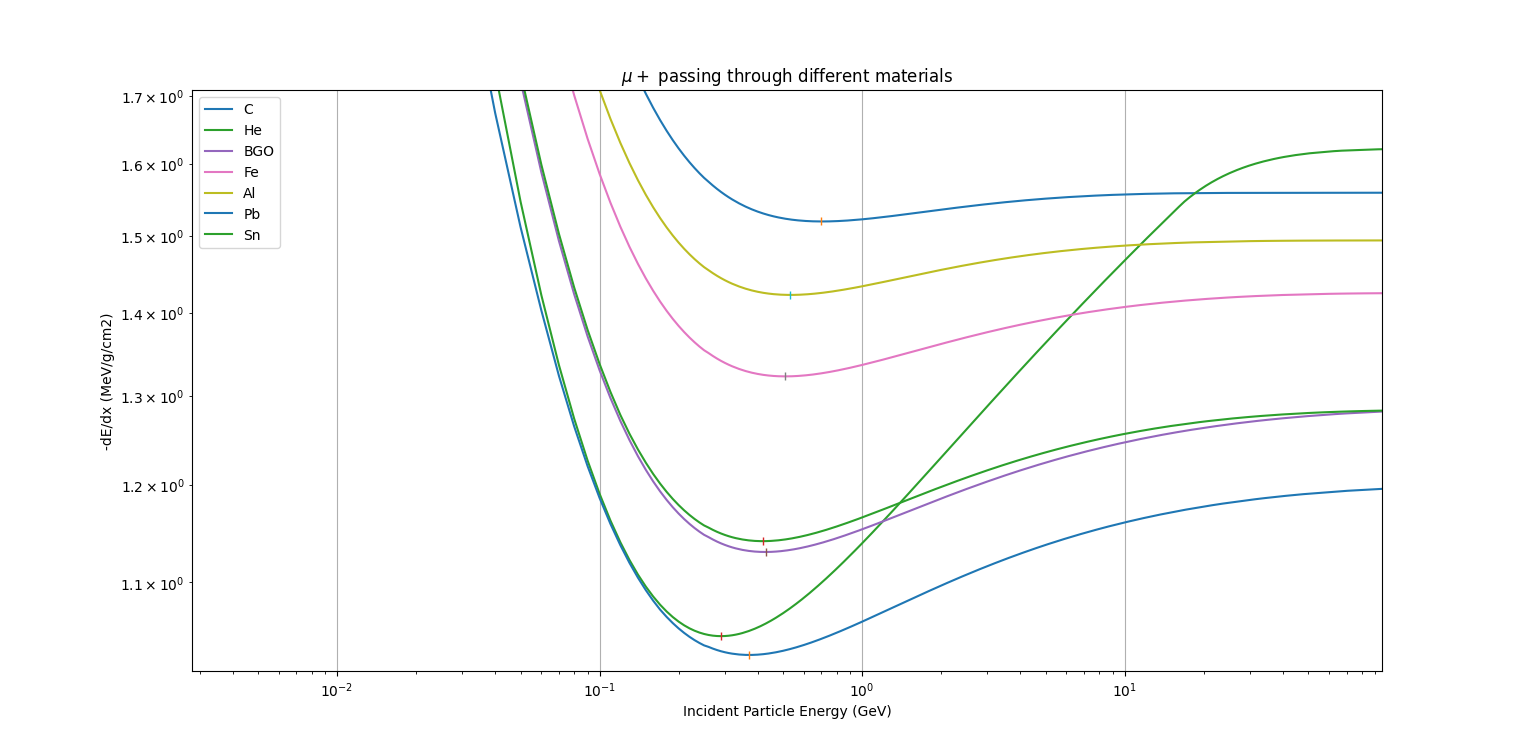 μ+ passing through different materials
1.7 × 10⁰
1.6 × 10⁰
1.5 × 10⁰
1.4 × 10⁰
1.3 × 10⁰
1.2 × 10⁰
1.1 × 10⁰
-dE/dx (MeV/g/cm2)
C
He
BGO
Fe
Al
Pb
Sn
10⁻² 10⁻¹ 10⁰ 10¹
Incident Particle Energy (GeV)